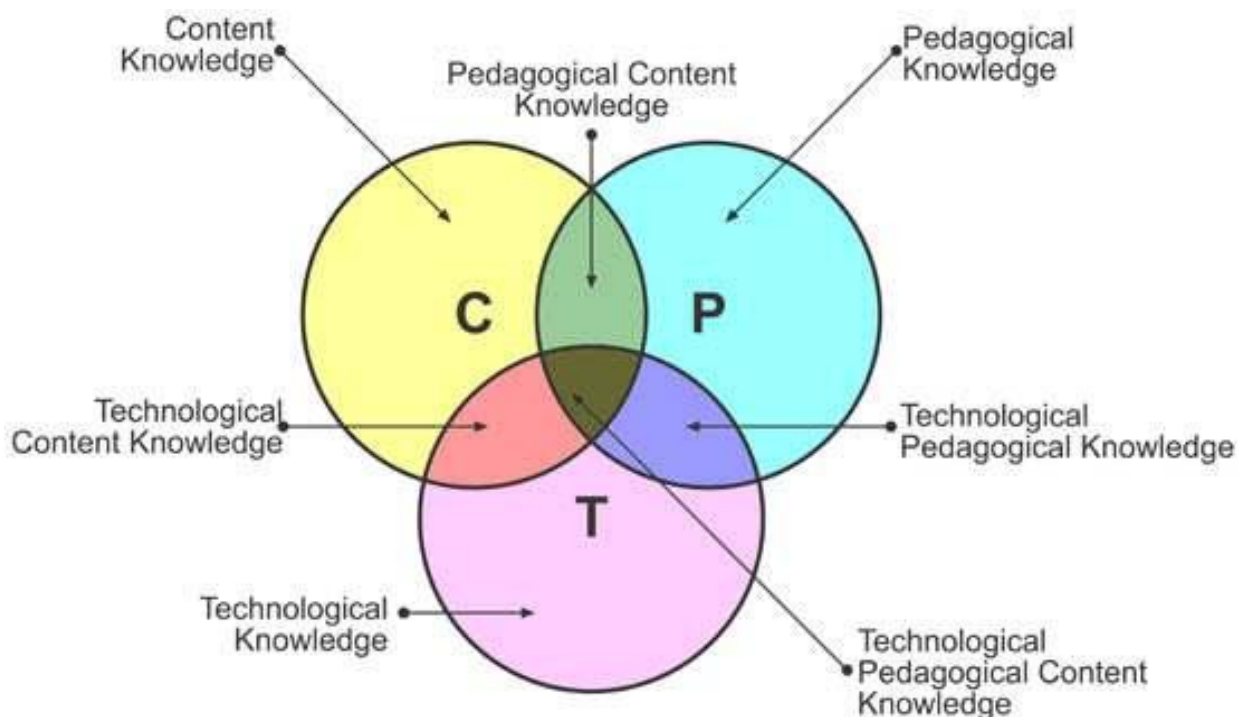 Content
Knowledge
Pedagogical Content
Knowledge
Pedagogical
Knowledge
C
P
Technological
Content Knowledge
Technological
Pedagogical Knowledge
T
Technological
Knowledge
Technological
Pedagogical Content
Knowledge